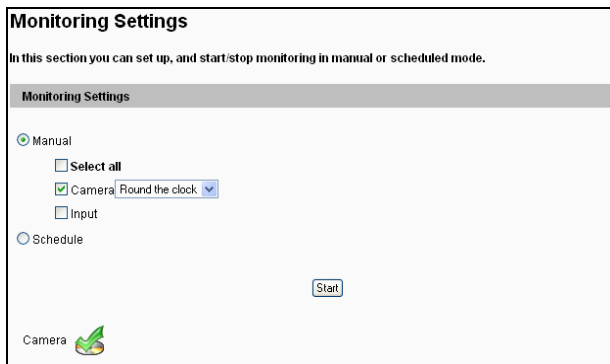 Monitoring Settings
In this section you can set up, and start/stop monitoring in manual or scheduled mode.
Monitoring Settings
Manual
Select all
Camera Round the clock
Input
Schedule
Start
Camera